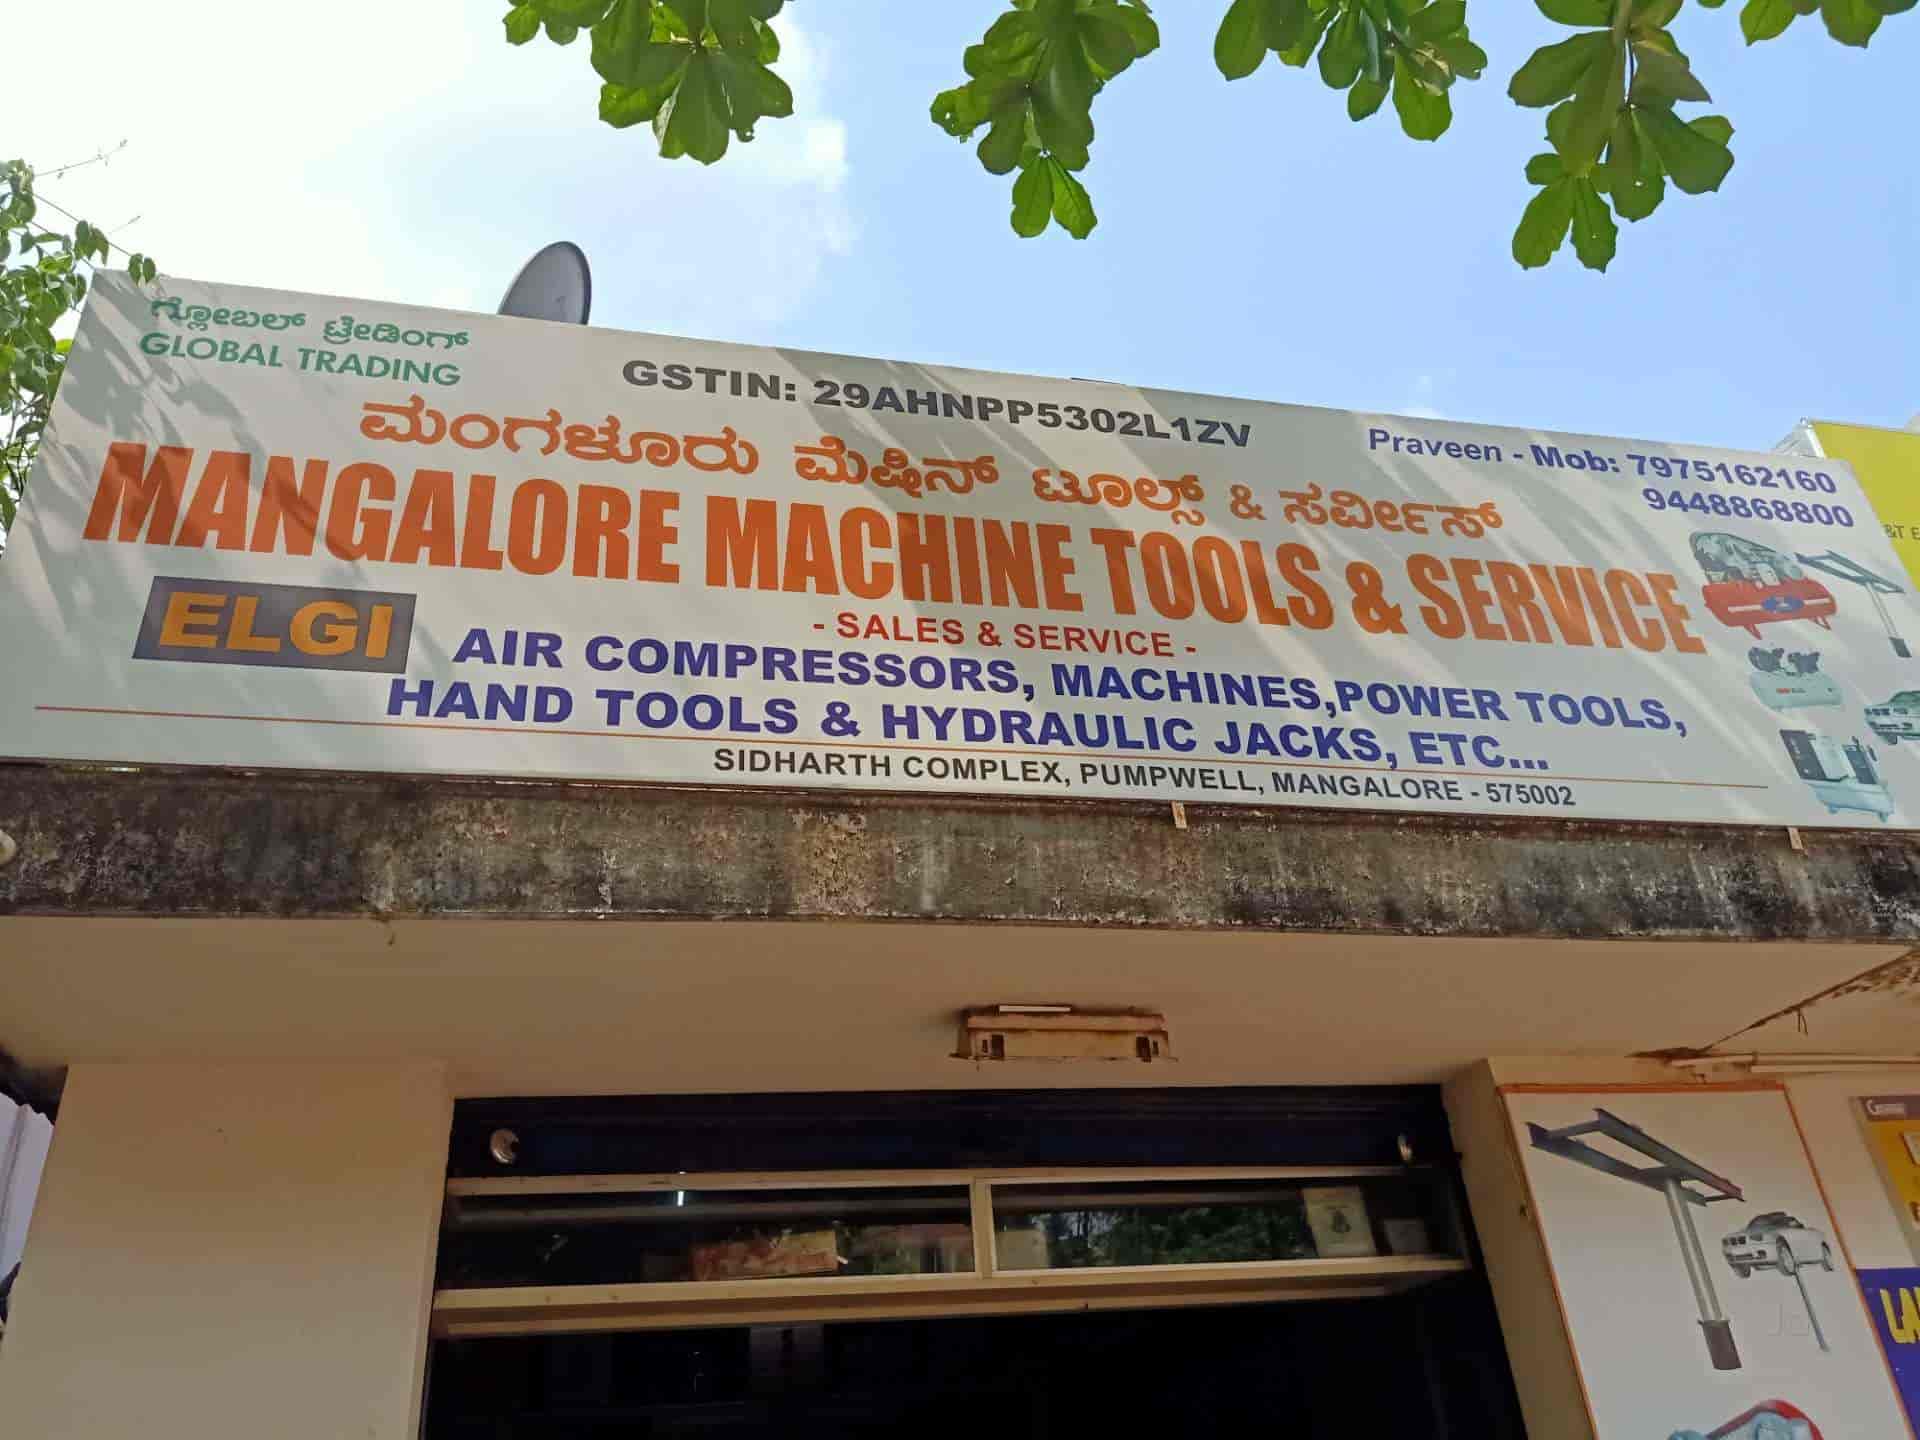 ಗ್ಲೋಬಲ್ ಟ್ರೇಡಿಂಗ್
GLOBAL TRADING
GSTIN: 29AHNPP5302L1ZV
Praveen - Mob: 7975162160
9448868800
ಮಂಗಳೂರು ಮೆಷಿನ್ ಟೂಲ್ಸ್ & ಸರ್ವೀಸ್
MANGALORE MACHINE TOOLS & SERVICE
- SALES & SERVICE -
ELGI
AIR COMPRESSORS, MACHINES,POWER TOOLS,
HAND TOOLS & HYDRAULIC JACKS, ETC...
SIDHARTH COMPLEX, PUMPWELL, MANGALORE - 575002